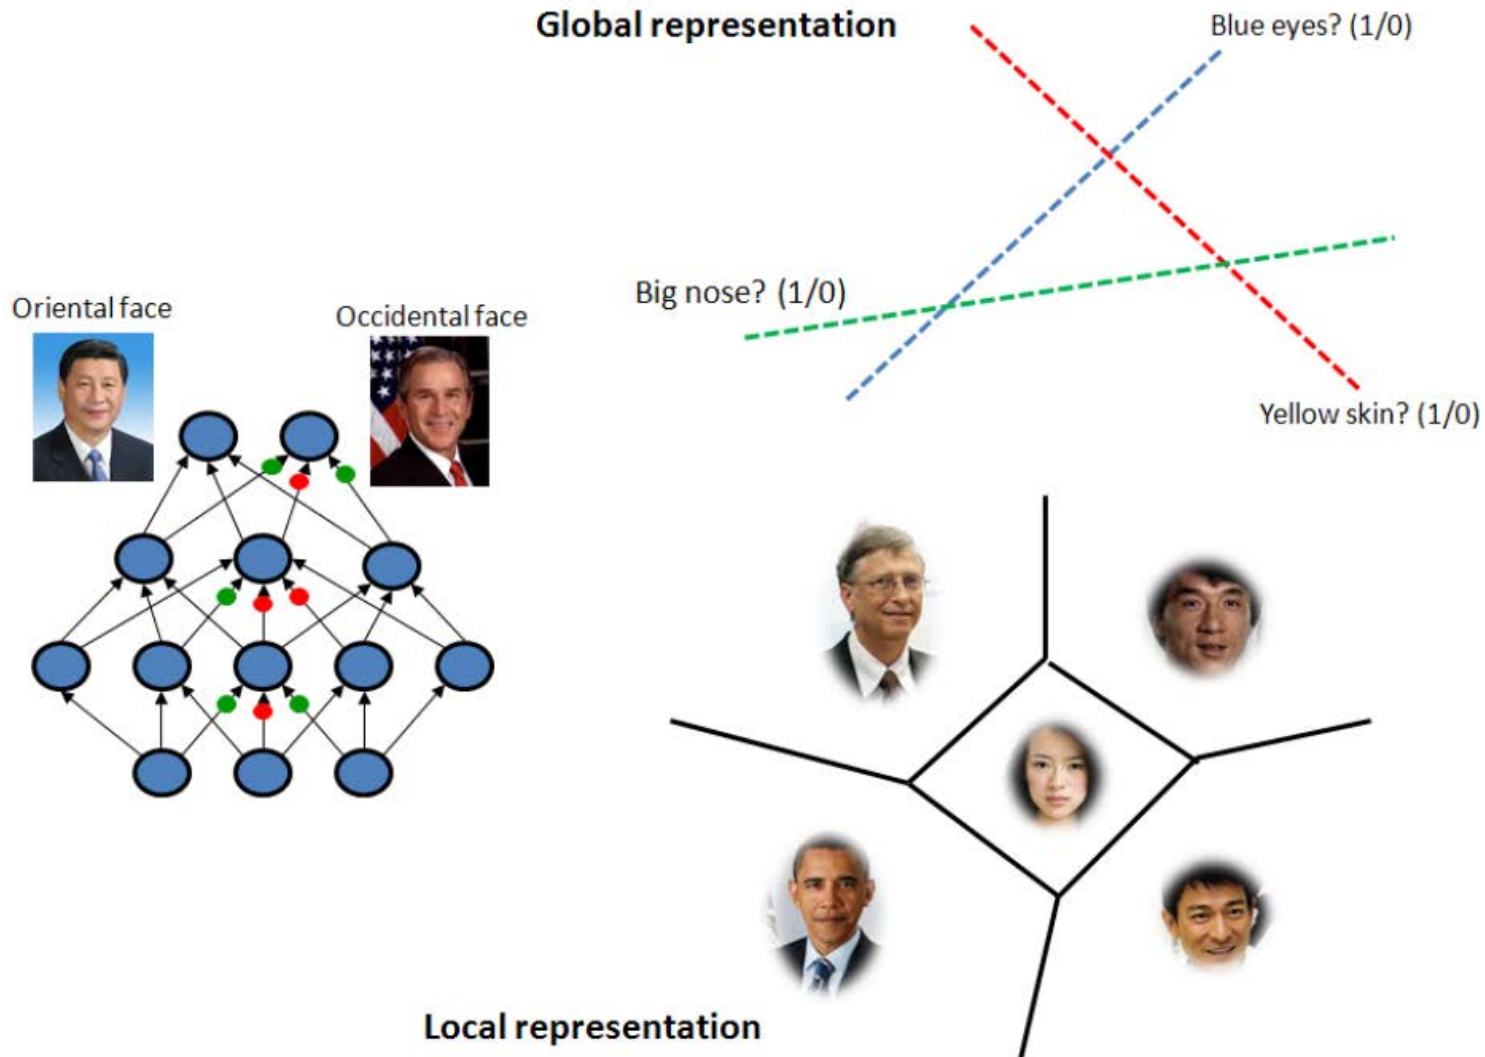 Global representation
Blue eyes? (1/0)
Big nose? (1/0)
Oriental face
Occidental face
Yellow skin? (1/0)
Local representation